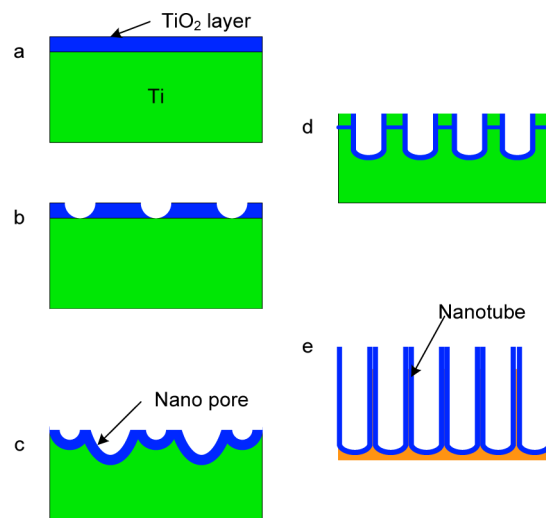 TiO₂ layer
a
Ti
b
Nano pore
c
d
Nanotube
e